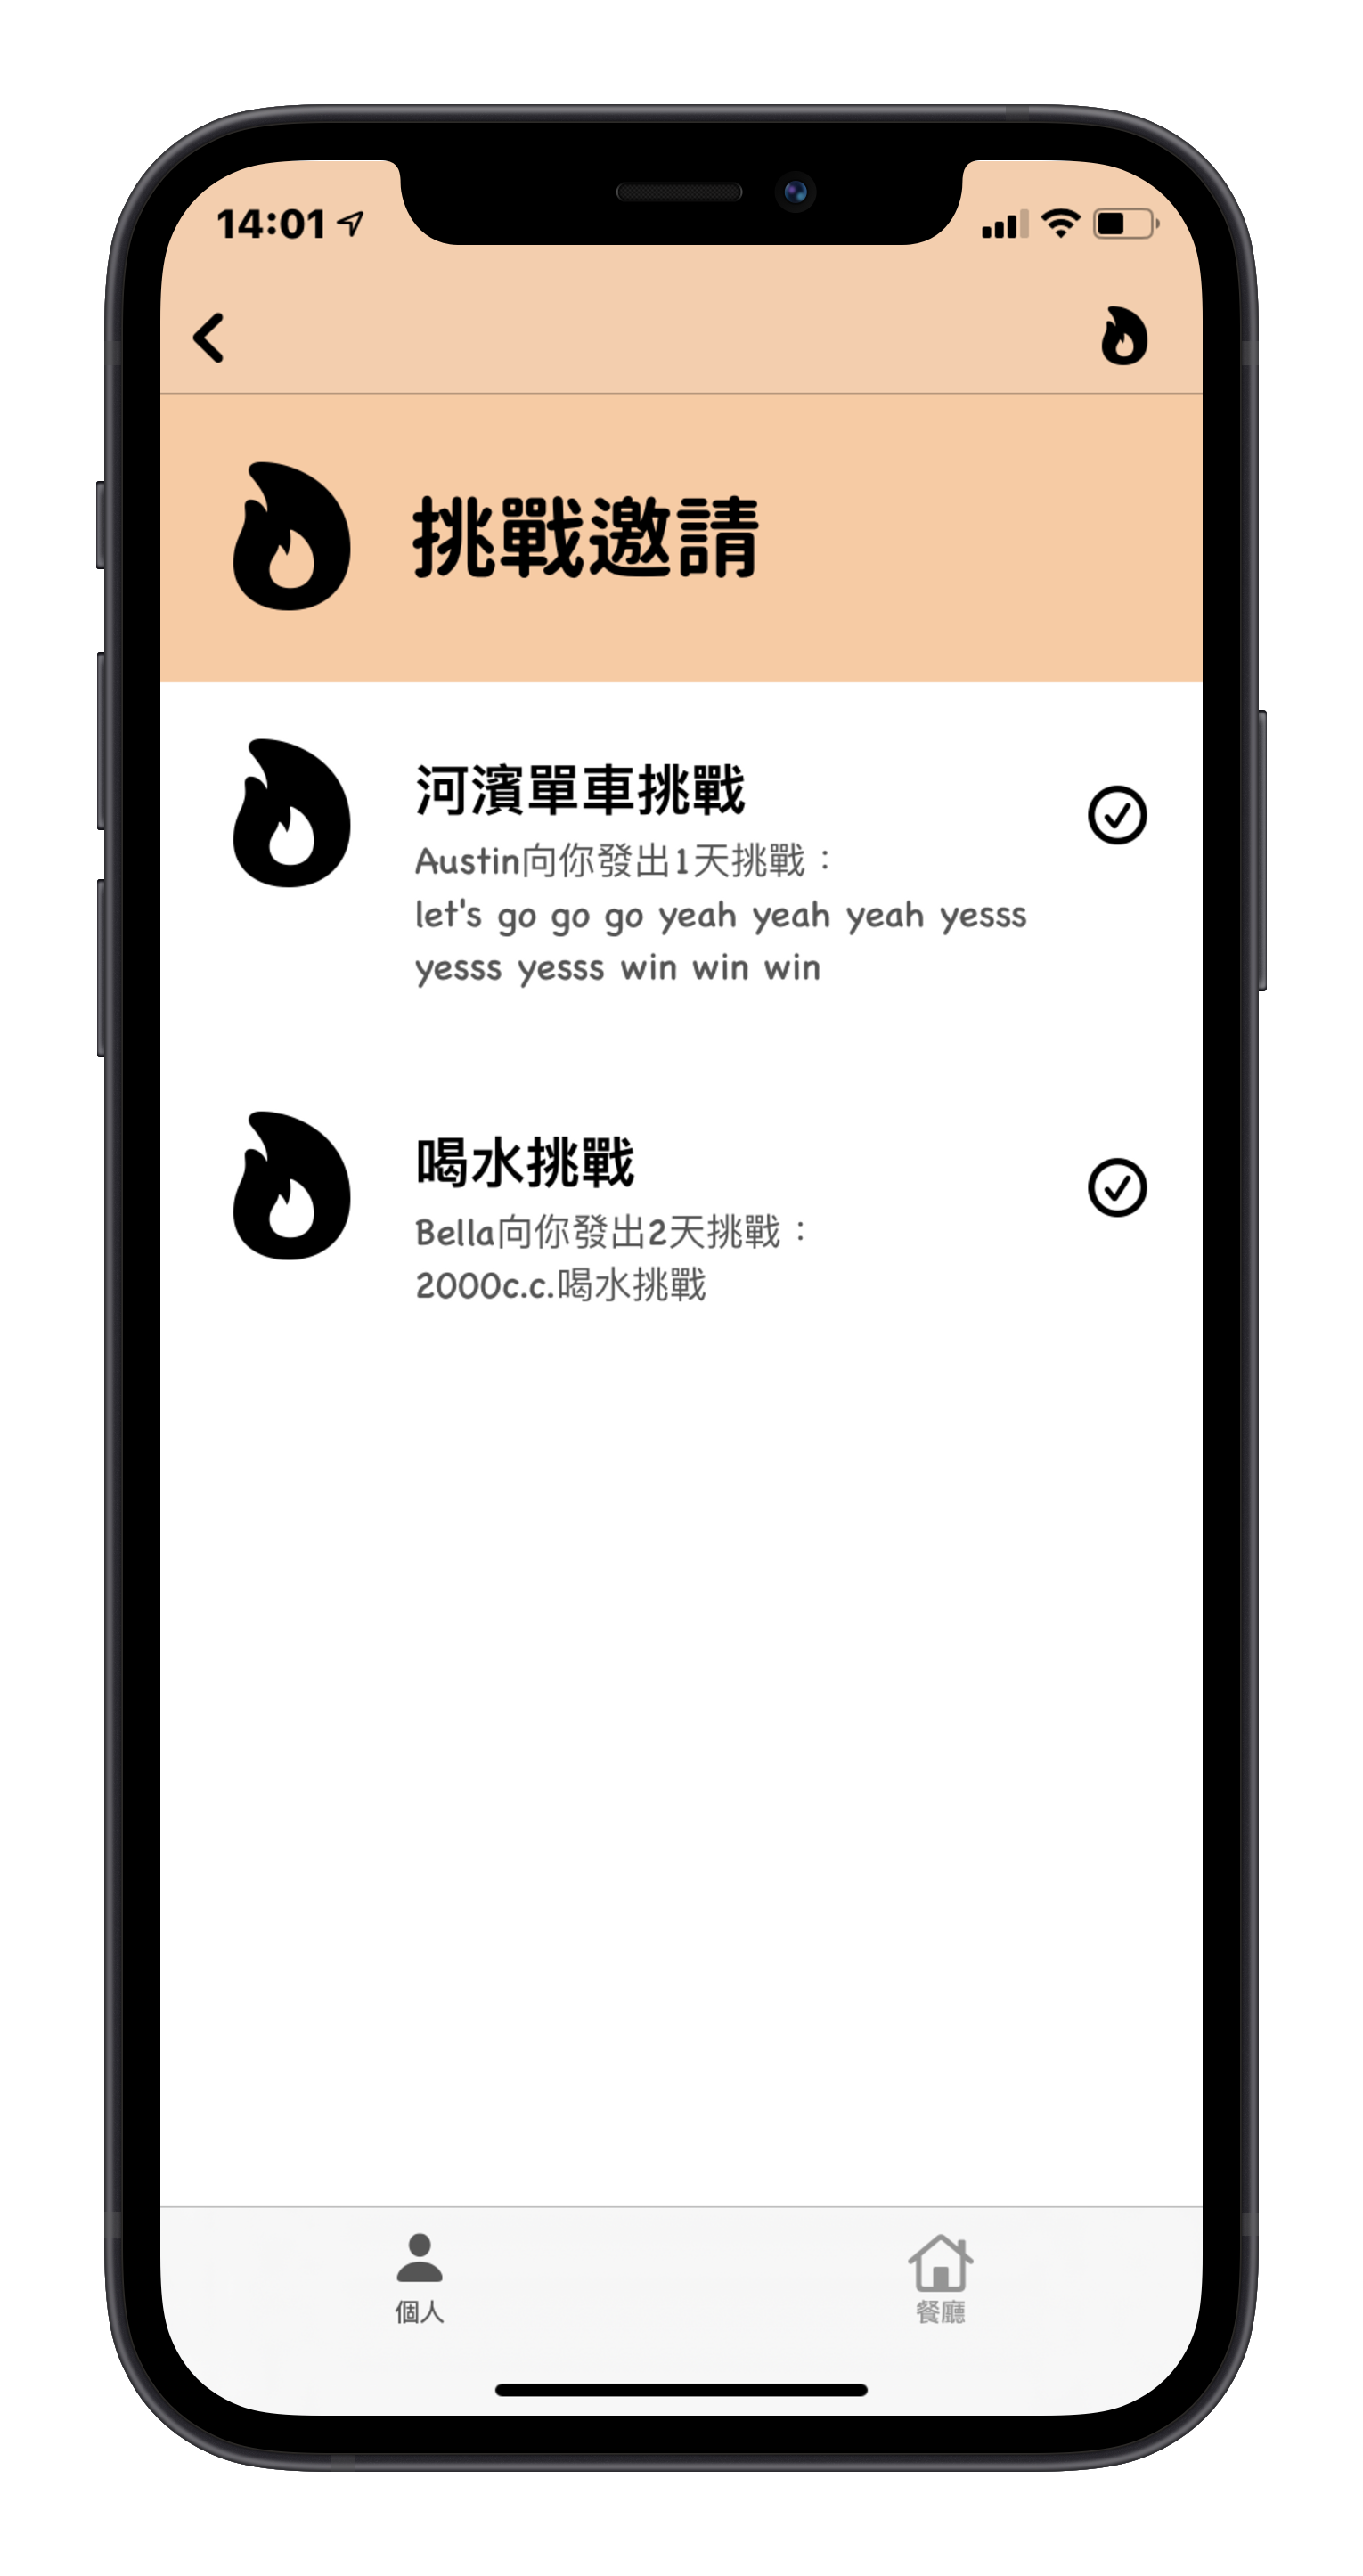 14:01
挑戰邀請
河濱單車挑戰
Austin向你發出1天挑戰：
let's go go go yeah yeah yeah yesss
yesss yesss win win win
喝水挑戰
Bella向你發出2天挑戰：
2000c.c.喝水挑戰
個人
餐廳